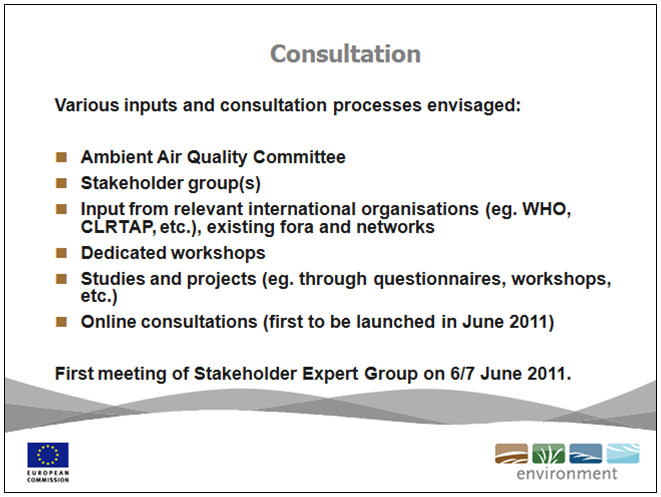 Consultation
Various inputs and consultation processes envisaged:
Ambient Air Quality Committee
Stakeholder group(s)
Input from relevant international organisations (eg. WHO,
CLRTAP, etc.), existing fora and networks
Dedicated workshops
Studies and projects (eg. through questionnaires, workshops,
etc.)
Online consultations (first to be launched in June 2011)
First meeting of Stakeholder Expert Group on 6/7 June 2011.
EUROPEAN
COMMISSION
environment